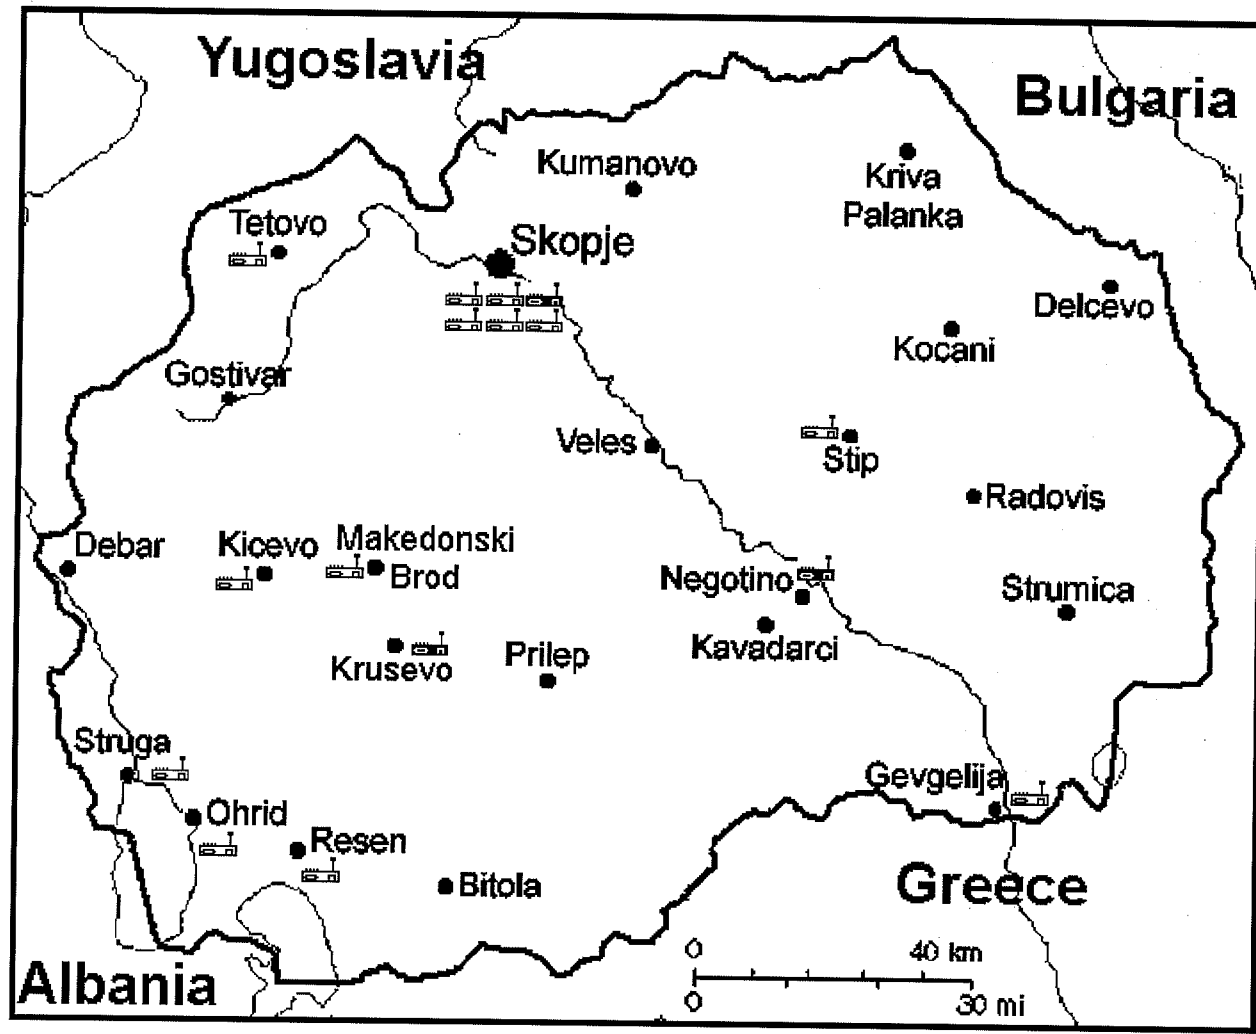 Yugoslavia
Bulgaria
Kumanovo
Kriva
Palanka
Tetovo
Skopje
Delcevo
Kocani
Gostivar
Veles
Stip
Radovis
Debar
Kicevo
Makedonski
Brod
Negotino
Strumica
Kavadarci
Krusevo
Prilep
Struga
Gevgelija
Ohrid
Resen
Bitola
Greece
Albania
0 40 km
0 30 mi